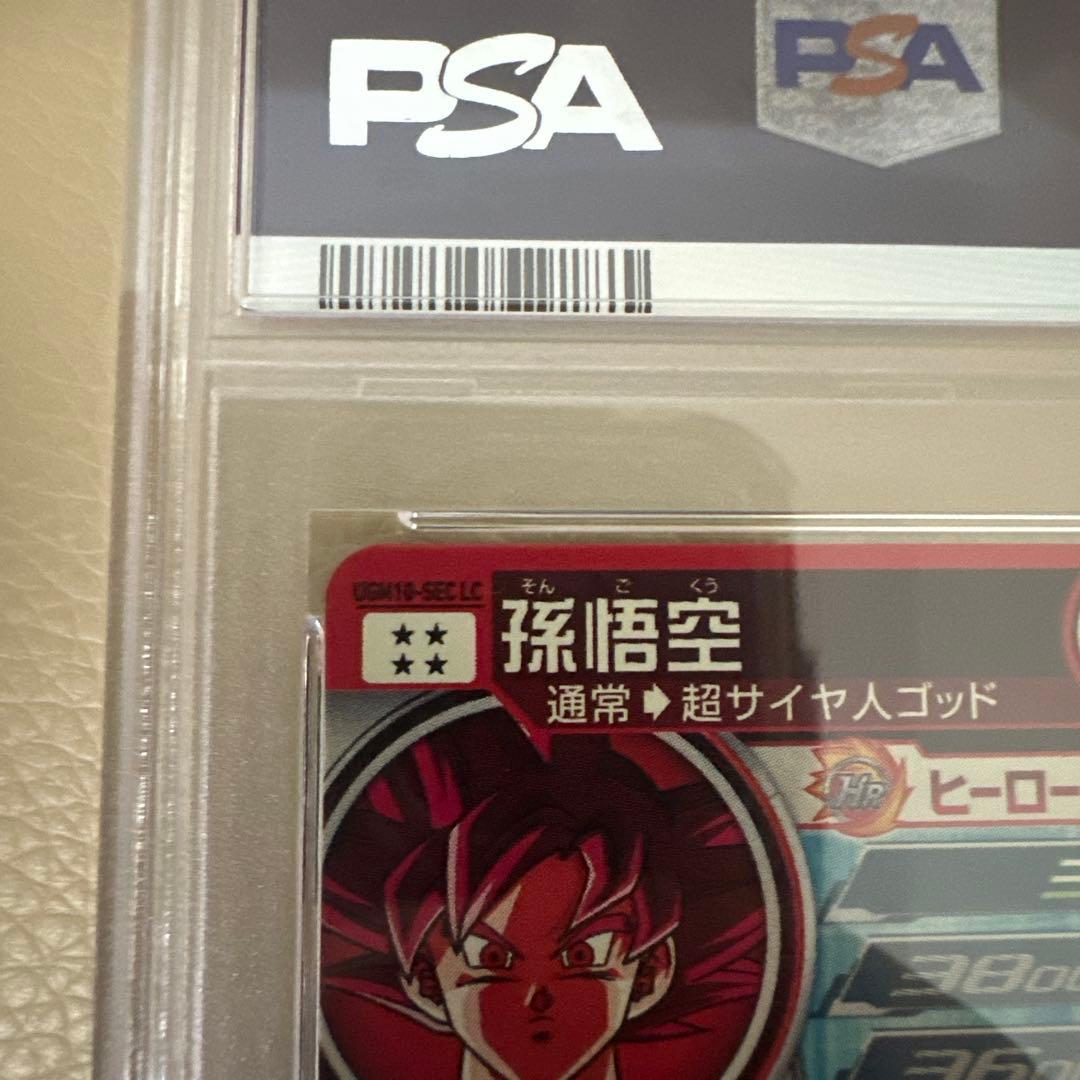 PSA
PSA
UGM10-SEC LC
そん ご くう
孫悟空
通常➡超サイヤ人ゴッド
HR ヒーロー